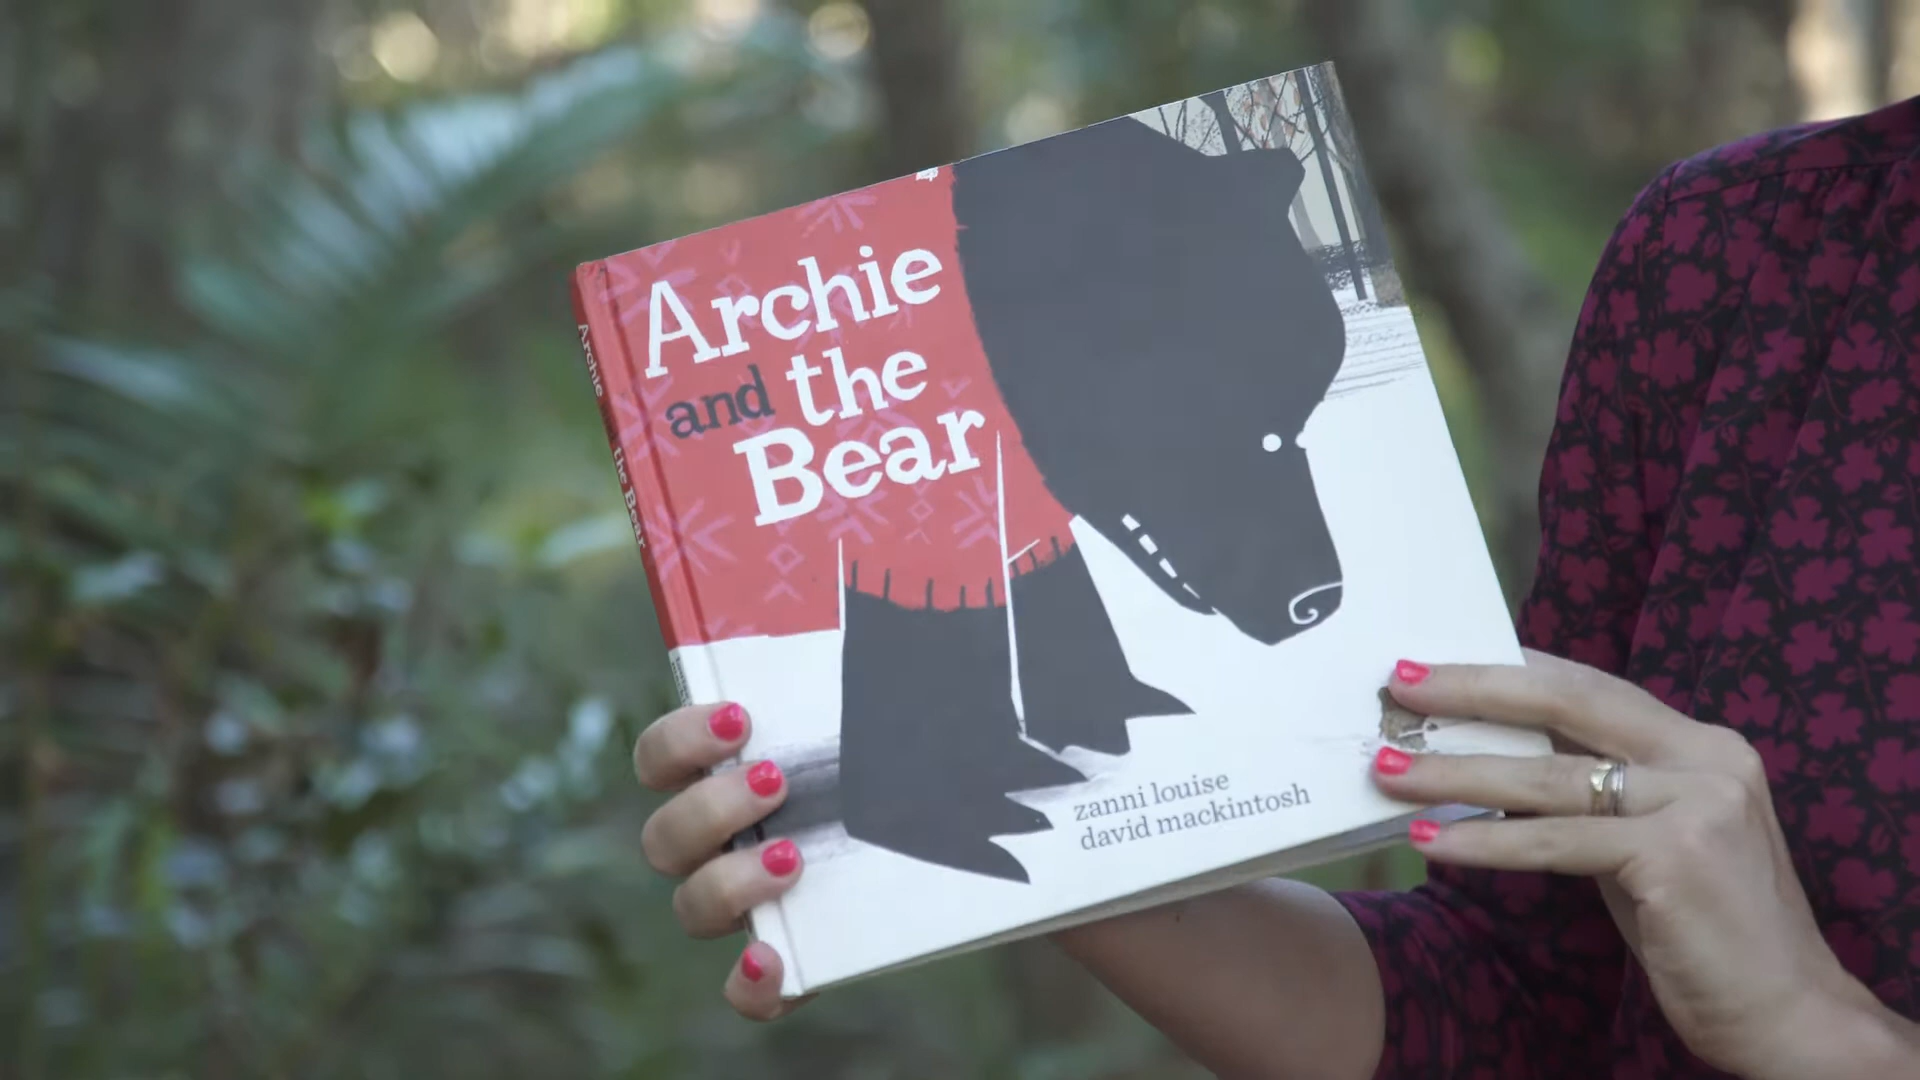 Archie
and the
Bear
zanni louise
david mackintosh
Archie the Bear